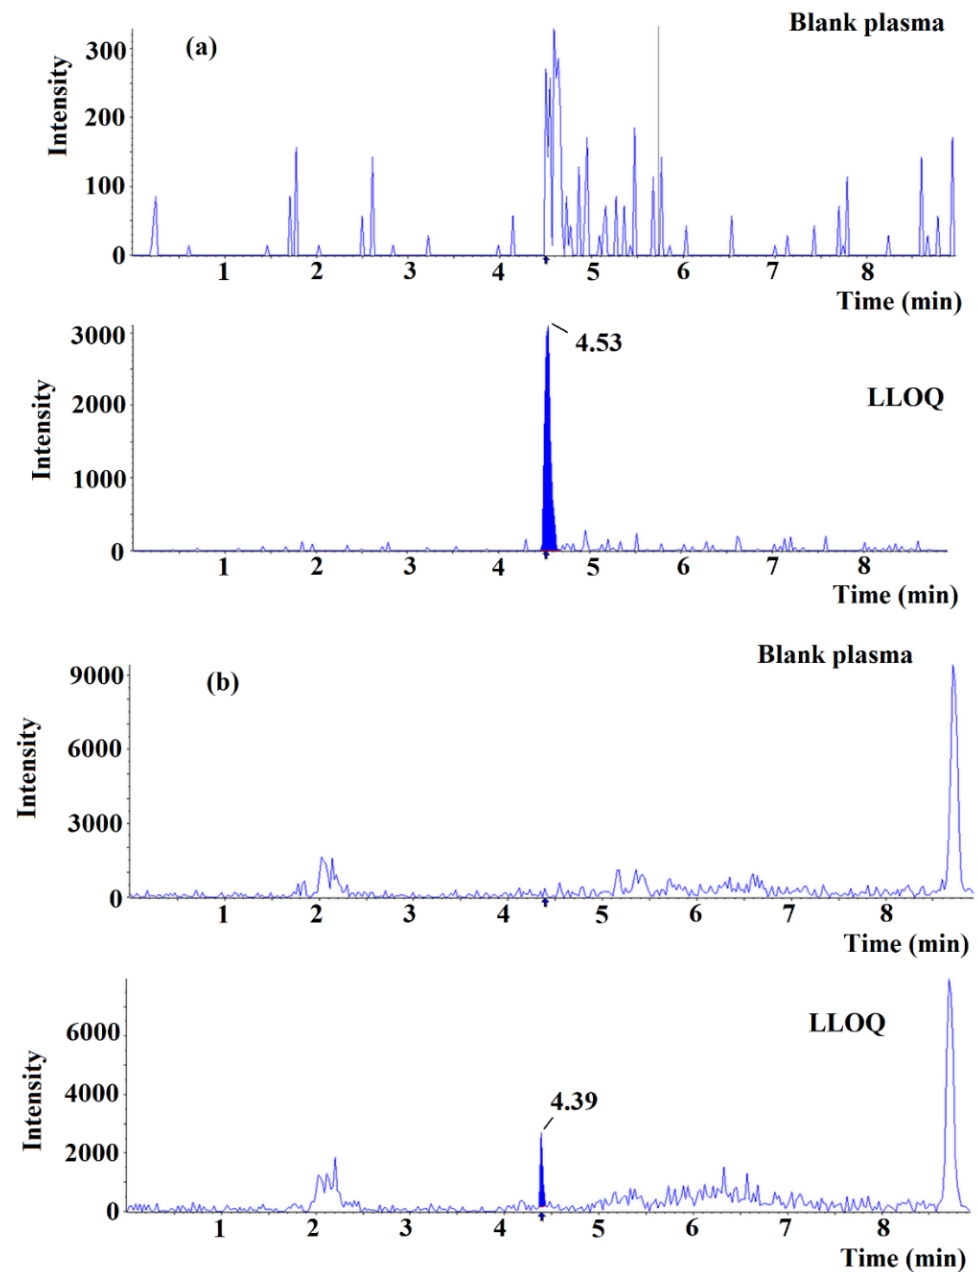 Blank plasma
(a)
Intensity
300
200
100
0
1 2 3 4 5 6 7 8
Time (min)
3000
4.53
LLOQ
Intensity
2000
1000
0
1 2 3 4 5 6 7 8
Time (min)
Blank plasma
(b)
9000
Intensity
6000
3000
0
1 2 3 4 5 6 7 8
Time (min)
LLOQ
6000
Intensity
4000
4.39
2000
0
1 2 3 4 5 6 7 8
Time (min)